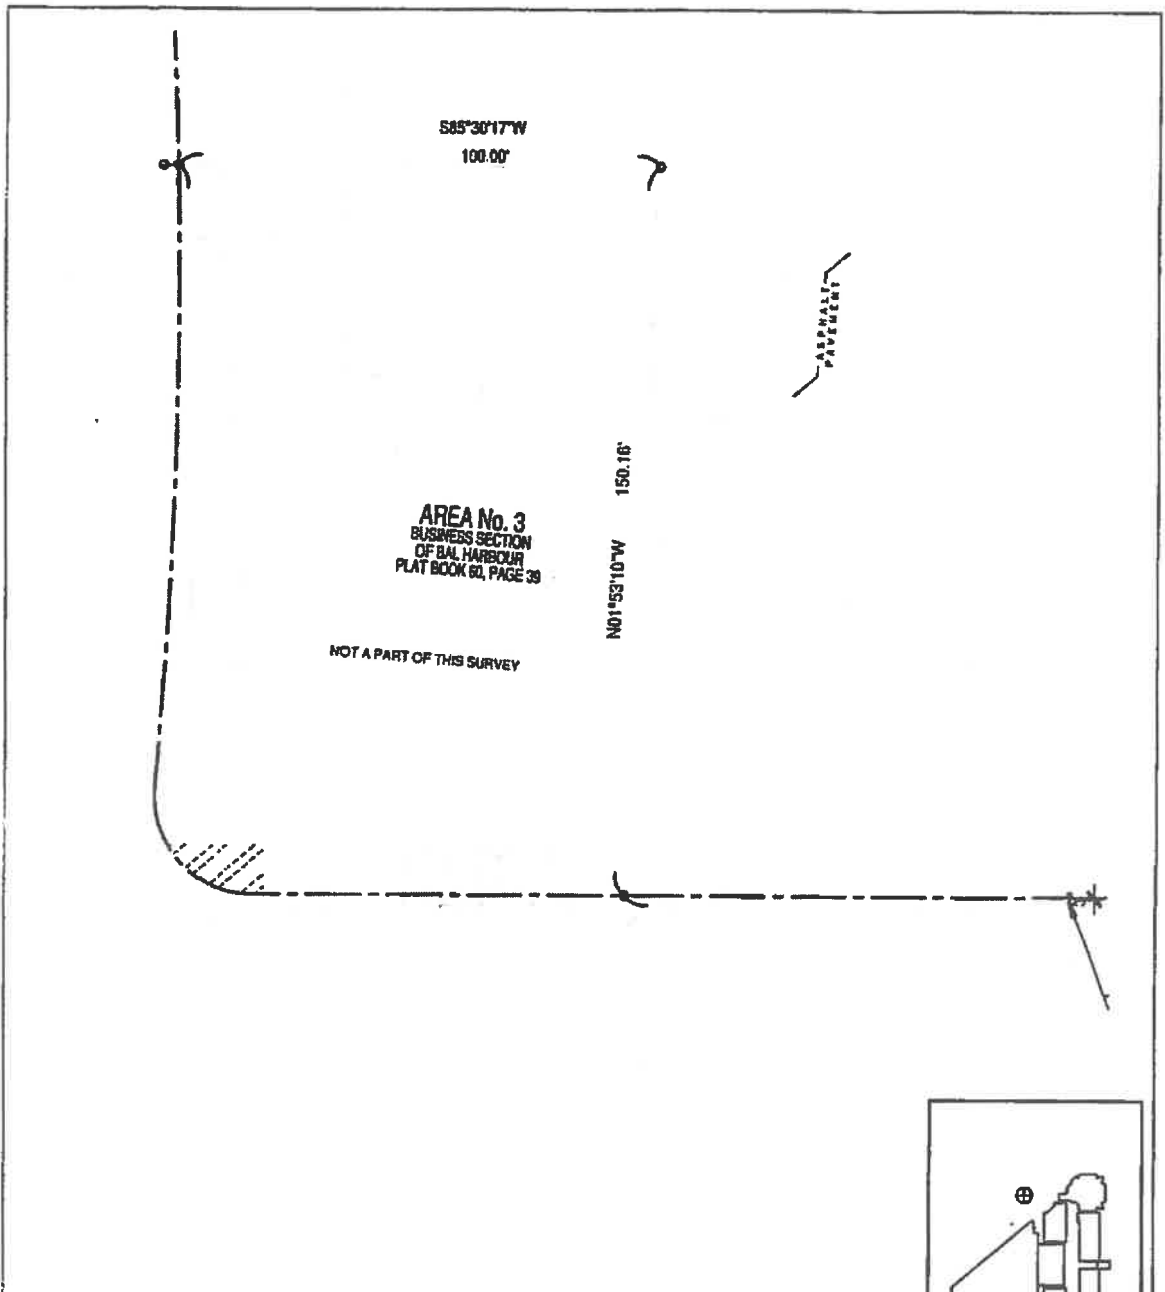 S85°30'17"W
100.00'
ASPHALT
PAVEMENT
150.16'
N01°53'10"W
AREA No. 3
BUSINESS SECTION
OF BAL HARBOUR
PLAT BOOK 60, PAGE 39
NOT A PART OF THIS SURVEY